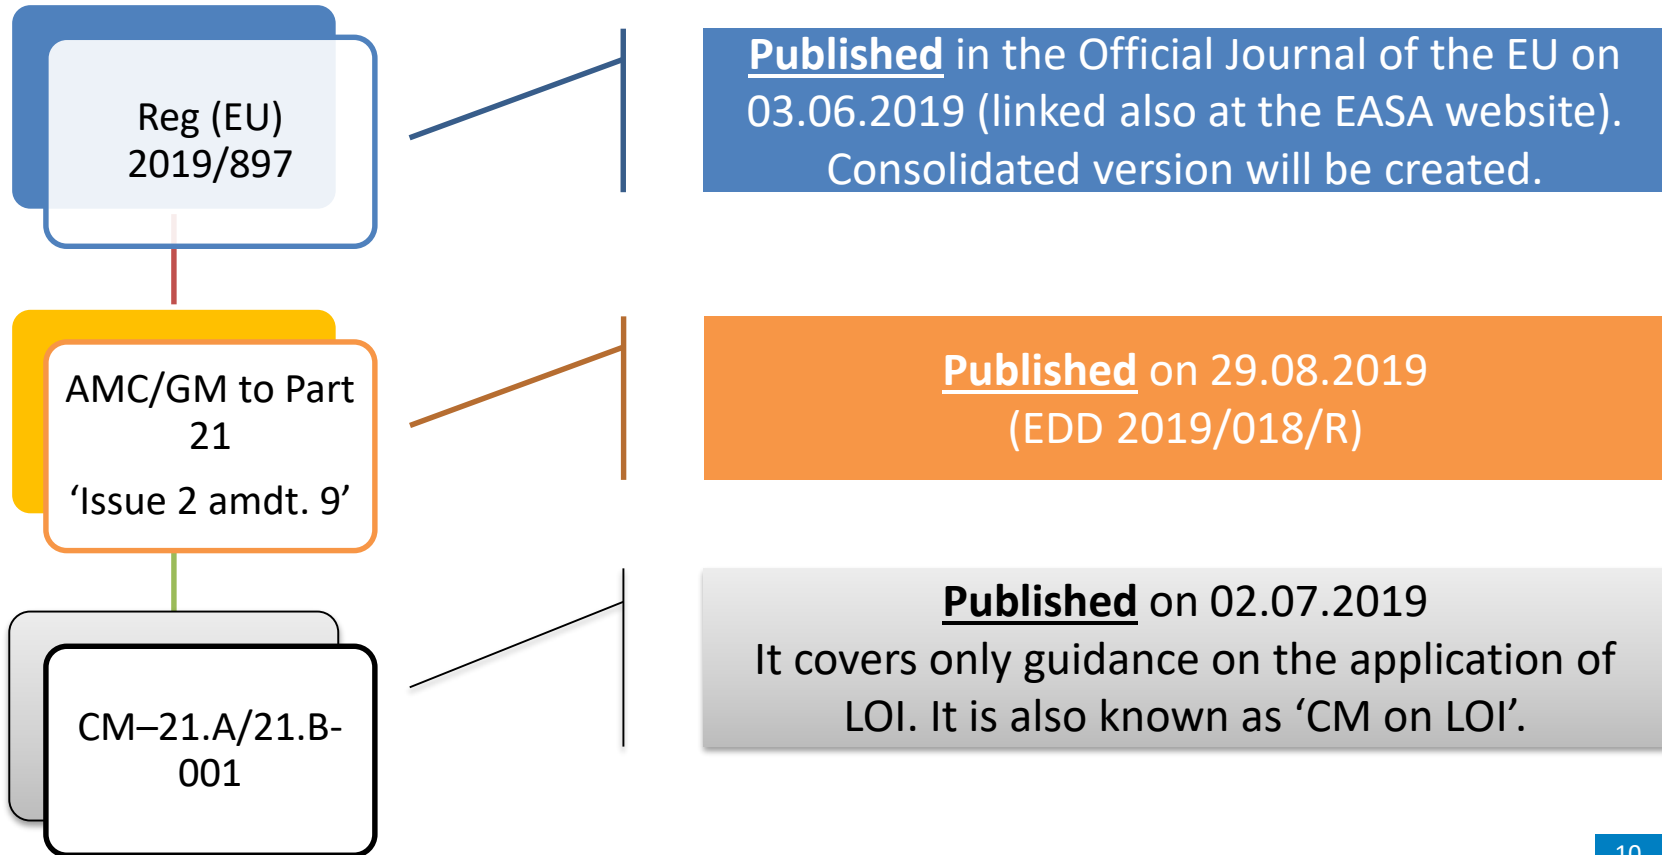 Reg (EU)
2019/897
Published in the Official Journal of the EU on
03.06.2019 (linked also at the EASA website).
Consolidated version will be created.
AMC/GM to Part
21
‘Issue 2 amdt. 9’
Published on 29.08.2019
(EDD 2019/018/R)
CM–21.A/21.B-
001
Published on 02.07.2019
It covers only guidance on the application of
LOI. It is also known as ‘CM on LOI’.
10